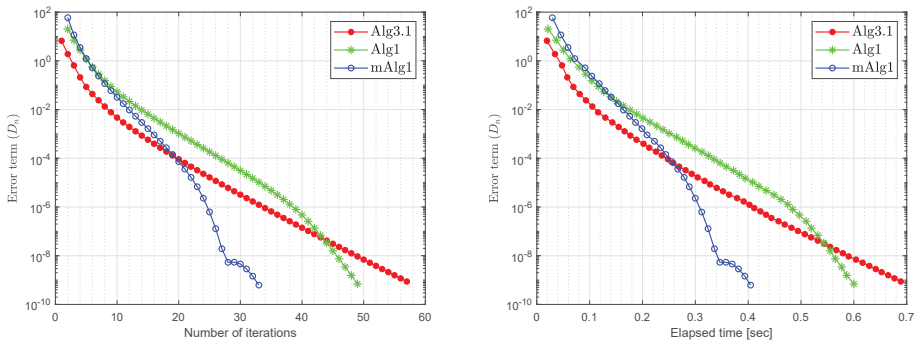 10^2
10^0
10^-2
10^-4
10^-6
10^-8
10^-10
Error term (D_n)
0 10 20 30 40 50 60
Number of iterations
Alg3.1
Alg1
mAlg1
10^2
10^0
10^-2
10^-4
10^-6
10^-8
10^-10
Error term (D_n)
0 0.1 0.2 0.3 0.4 0.5 0.6 0.7
Elapsed time [sec]
Alg3.1
Alg1
mAlg1